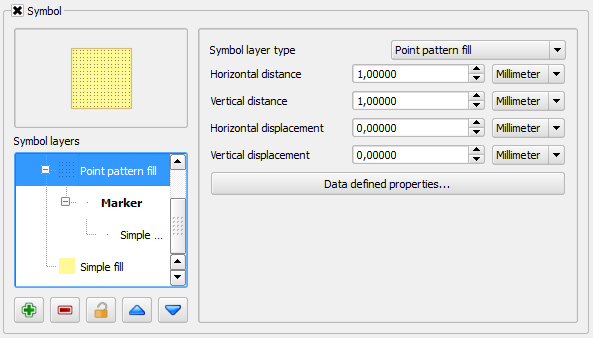 Symbol
Symbol layer type Point pattern fill
Horizontal distance 1,00000 Millimeter
Vertical distance 1,00000 Millimeter
Horizontal displacement 0,00000 Millimeter
Vertical displacement 0,00000 Millimeter
Data defined properties...
Symbol layers
Point pattern fill
Marker
Simple ...
Simple fill